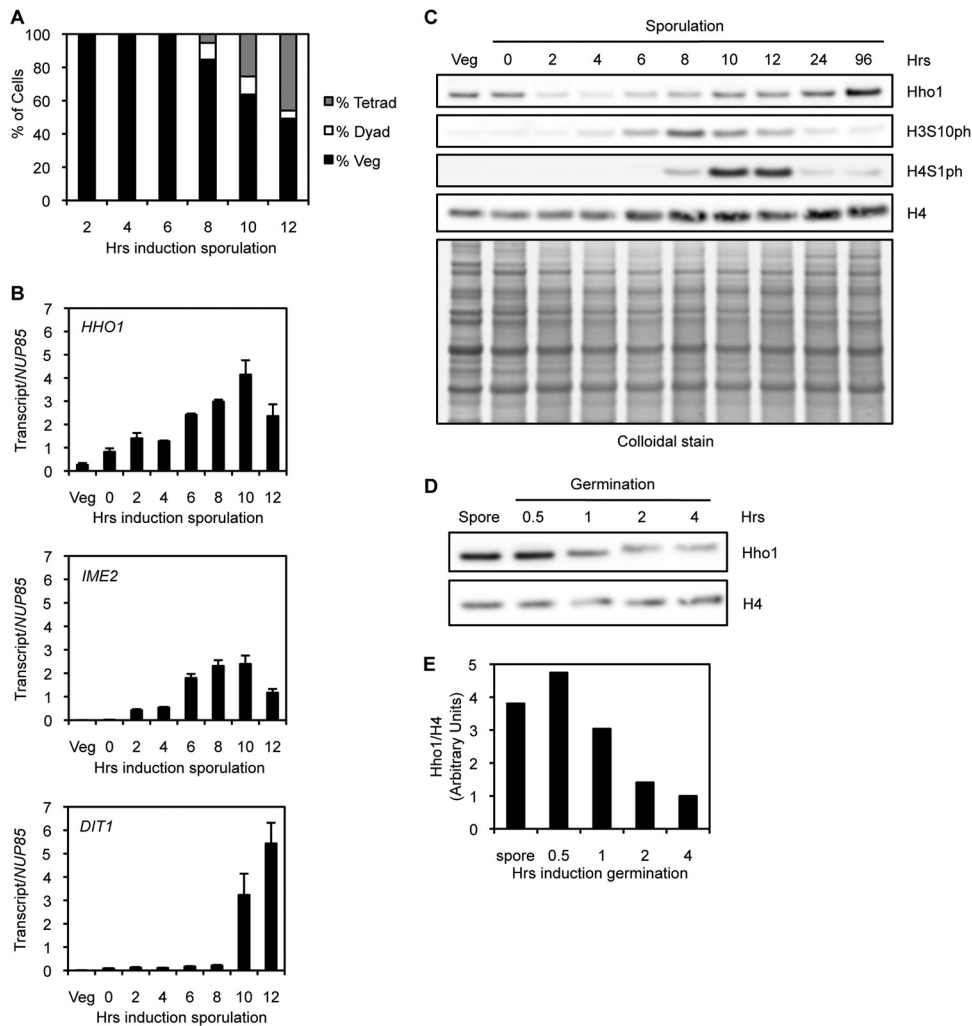 A
100
80
60
40
20
0
% of Cells
2 4 6 8 10 12
Hrs induction sporulation
% Tetrad
% Dyad
% Veg
B
HHO1
7
6
5
4
3
2
1
0
Transcript/NUP85
Veg 0 2 4 6 8 10 12
Hrs induction sporulation
IME2
7
6
5
4
3
2
1
0
Transcript/NUP85
Veg 0 2 4 6 8 10 12
Hrs induction sporulation
DIT1
7
6
5
4
3
2
1
0
Transcript/NUP85
Veg 0 2 4 6 8 10 12
Hrs induction sporulation
C
Sporulation
Veg 0 2 4 6 8 10 12 24 96 Hrs
Hho1
H3S10ph
H4S1ph
H4
Colloidal stain
D
Germination
Spore 0.5 1 2 4 Hrs
Hho1
H4
E
5
4
3
2
1
0
Hho1/H4
(Arbitrary Units)
spore 0.5 1 2 4
Hrs induction germination